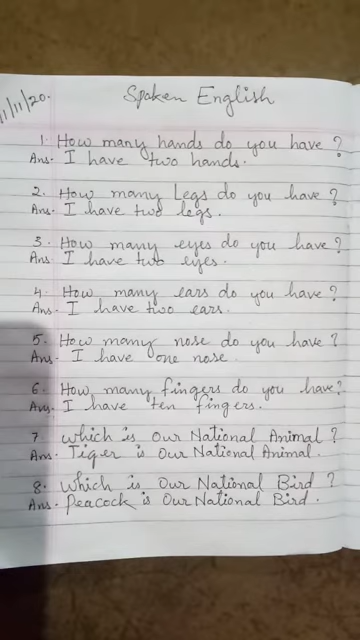 11/11/20.
Spoken English
1. How many hands do you have?
Ans. I have two hands.
2. How many Legs do you have?
Ans. I have two legs.
3. How many eyes do you have?
Ans. I have two eyes.
4. How many ears do you have?
Ans. I have two ears.
5. How many nose do you have?
Ans. I have one nose.
6. How many fingers do you have?
Ans. I have ten fingers.
7. Which is Our National Animal?
Ans. Tiger is Our National Animal.
8. Which is Our National Bird?
Ans. Peacock is Our National Bird.